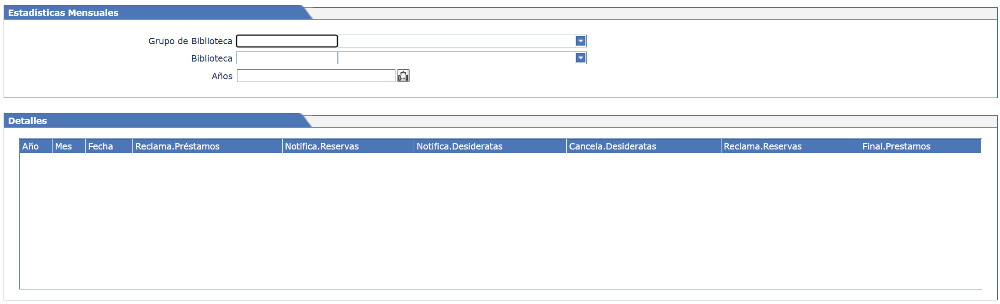 Estadísticas Mensuales
Grupo de Biblioteca
Biblioteca
Años
Detalles
Año Mes Fecha Reclama.Préstamos Notifica.Reservas Notifica.Desideratas Cancela.Desideratas Reclama.Reservas Final.Prestamos